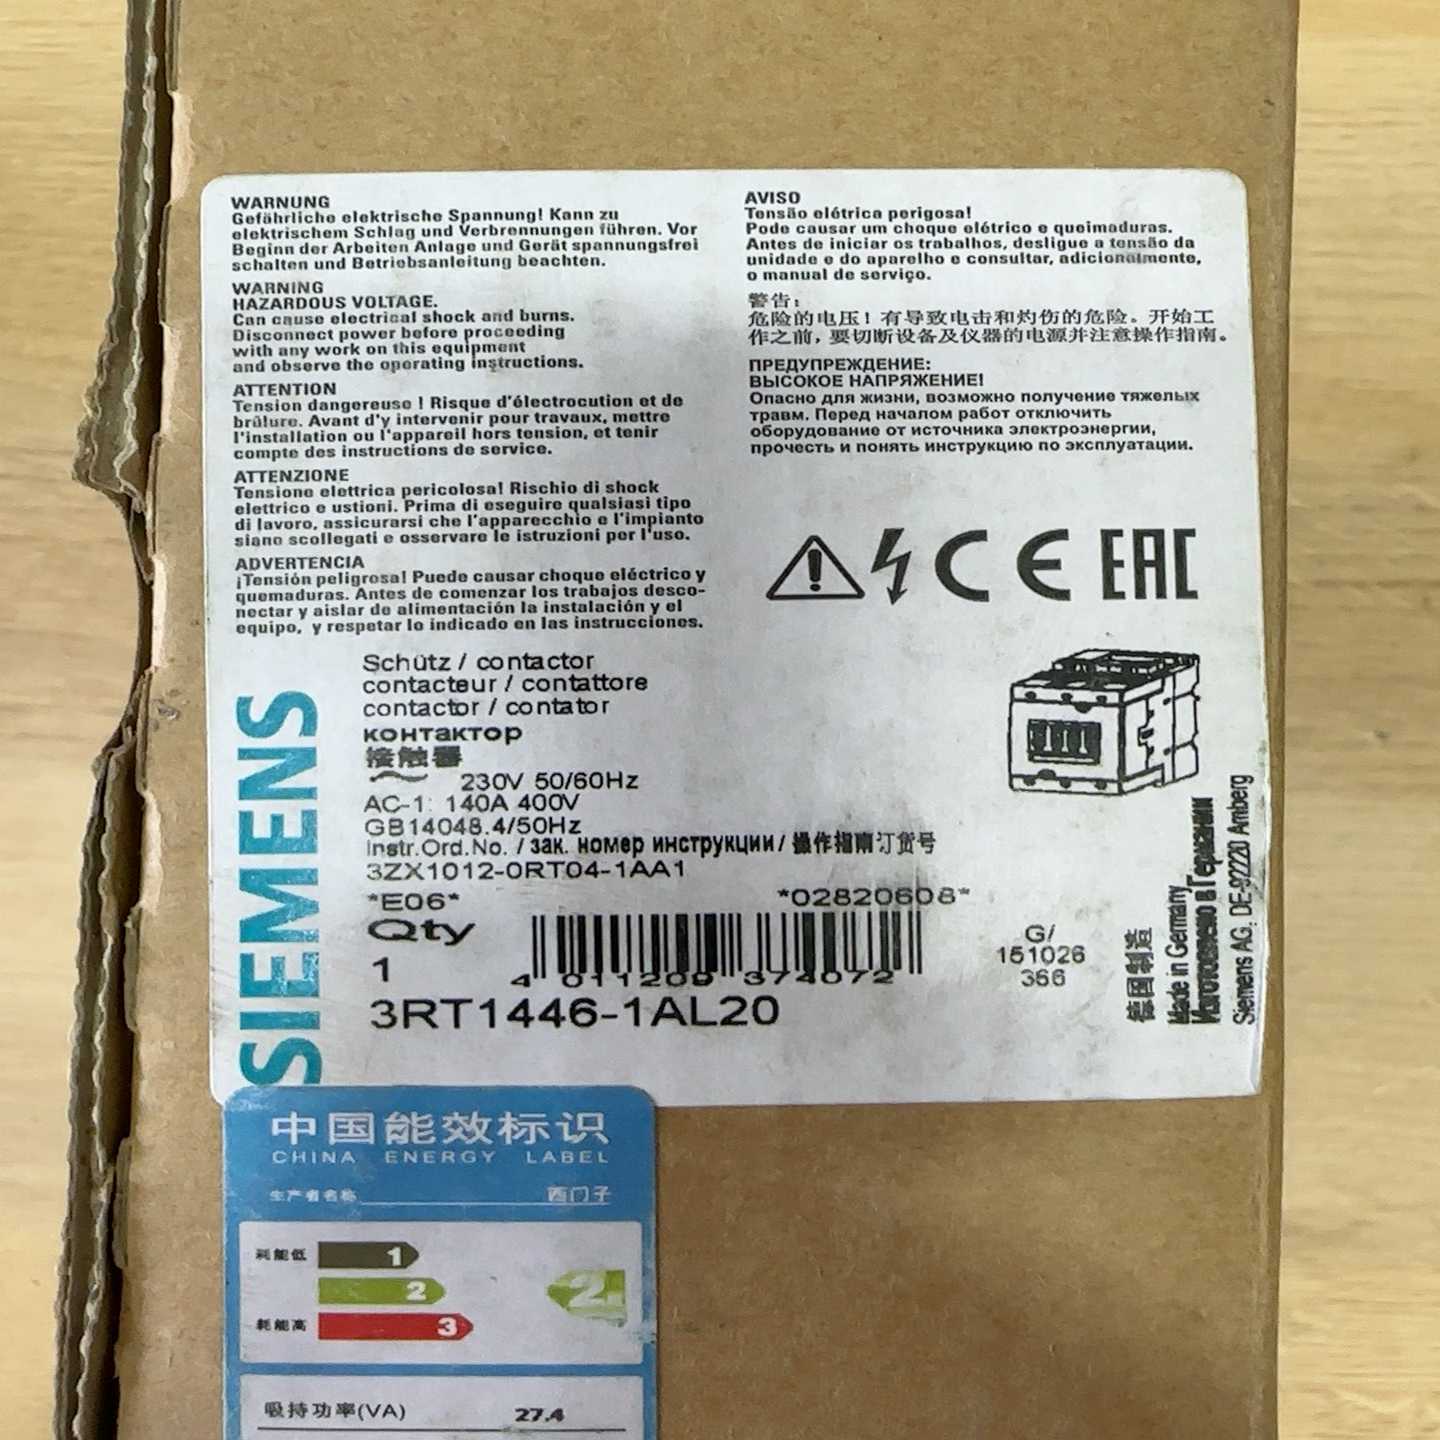 WARNUNG
Gefährliche elektrische Spannung! Kann zu
elektrischem Schlag und Verbrennungen führen. Vor
Beginn der Arbeiten Anlage und Gerät spannungsfrei
schalten und Betriebsanleitung beachten.
WARNING
HAZARDOUS VOLTAGE.
Can cause electrical shock and burns.
Disconnect power before proceeding
with any work on this equipment
and observe the operating instructions.
ATTENTION
Tension dangereuse ! Risque d'électrocution et de
brûlure. Avant d'y intervenir pour travaux, mettre
l'installation ou l'appareil hors tension, et tenir
compte des instructions de service.
ATTENZIONE
Tensione elettrica pericolosa! Rischio di shock
elettrico e ustioni. Prima di eseguire qualsiasi tipo
di lavoro, assicurarsi che l'apparecchio e l'impianto
siano scollegati e osservare le istruzioni per l'uso.
ADVERTENCIA
¡Tensión peligrosa! Puede causar choque eléctrico y
quemaduras. Antes de comenzar los trabajos desco-
nectar y aislar de alimentación la instalación y el
equipo, y respetar lo indicado en las instrucciones.
AVISO
Tensão elétrica perigosa!
Pode causar um choque elétrico e queimaduras.
Antes de iniciar os trabalhos, desligue a tensão da
unidade e do aparelho e consultar, adicionalmente,
o manual de serviço.
警告：
危险的电压！有导致电击和灼伤的危险。开始工
作之前，要切断设备及仪器的电源并注意操作指南。
ПРЕДУПРЕЖДЕНИЕ:
ВЫСОКОЕ НАПРЯЖЕНИЕ!
Опасно для жизни, возможно получение тяжелых
травм. Перед началом работ отключить
оборудование от источника электроэнергии,
прочесть и понять инструкцию по эксплуатации.
CE EAC
SIEMENS
Schütz / contactor
contacteur / contattore
contactor / contator
контактор
接触器
~ 230V 50/60Hz
AC-1: 140A 400V
GB14048.4/50Hz
Instr.Ord.No. / зак. номер инструкции / 操作指南订货号
3ZX1012-0RT04-1AA1
*E06* *02820608*
Qty
1
4 011209 374072
3RT1446-1AL20
G/
151026
366
德国制造
Made in Germany
Изготовлено в Германии
Siemens AG, DE-92220 Amberg
中国能效标识
CHINA ENERGY LABEL
生产者名称 西门子
耗能低 1
2 2
耗能高 3
吸持功率(VA) 27.4